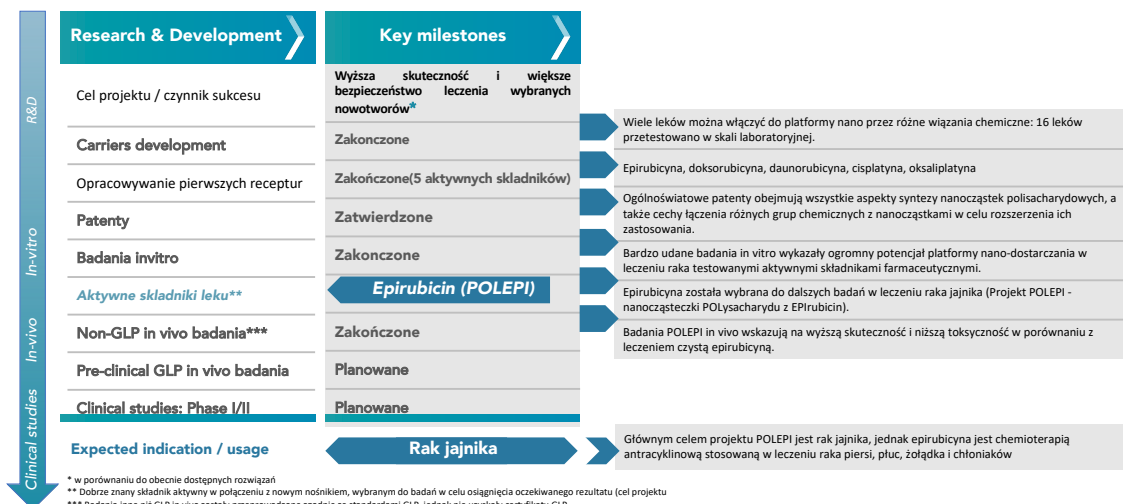 Research & Development
Key milestones
R&D
In-vitro
In-vivo
Clinical studies
Cel projektu / czynnik sukcesu
Wyższa skuteczność i większe
bezpieczeństwo leczenia wybranych
nowotworów*
Carriers development
Zakonczone
Wiele leków można włączyć do platformy nano przez różne wiązania chemiczne: 16 leków
przetestowano w skali laboratoryjnej.
Opracowywanie pierwszych receptur
Zakończone(5 aktywnych składników)
Epirubicyna, doksorubicyna, daunorubicyna, cisplatyna, oksaliplatyna
Patenty
Zatwierdzone
Ogólnoświatowe patenty obejmują wszystkie aspekty syntezy nanocząstek polisacharydowych, a
także cechy łączenia różnych grup chemicznych z nanocząstkami w celu rozszerzenia ich
zastosowania.
Badania invitro
Zakonczone
Bardzo udane badania in vitro wykazały ogromny potencjał platformy nano-dostarczania w
leczeniu raka testowanymi aktywnymi składnikami farmaceutycznymi.
Aktywne składniki leku**
Epirubicin (POLEPI)
Epirubicyna została wybrana do dalszych badań w leczeniu raka jajnika (Projekt POLEPI -
nanocząsteczki POLysacharydu z EPIrubicin).
Non-GLP in vivo badania***
Zakończone
Badania POLEPI in vivo wskazują na wyższą skuteczność i niższą toksyczność w porównaniu z
leczeniem czystą epirubicyną.
Pre-clinical GLP in vivo badania
Planowane
Clinical studies: Phase I/II
Planowane
Expected indication / usage
Rak jajnika
Głównym celem projektu POLEPI jest rak jajnika, jednak epirubicyna jest chemioterapią
antracyklinową stosowaną w leczeniu raka piersi, płuc, żołądka i chłoniaków
* w porównaniu do obecnie dostępnych rozwiązań
** Dobrze znany składnik aktywny w połączeniu z nowym nośnikiem, wybranym do badań w celu osiągnięcia oczekiwanego rezultatu (cel projektu